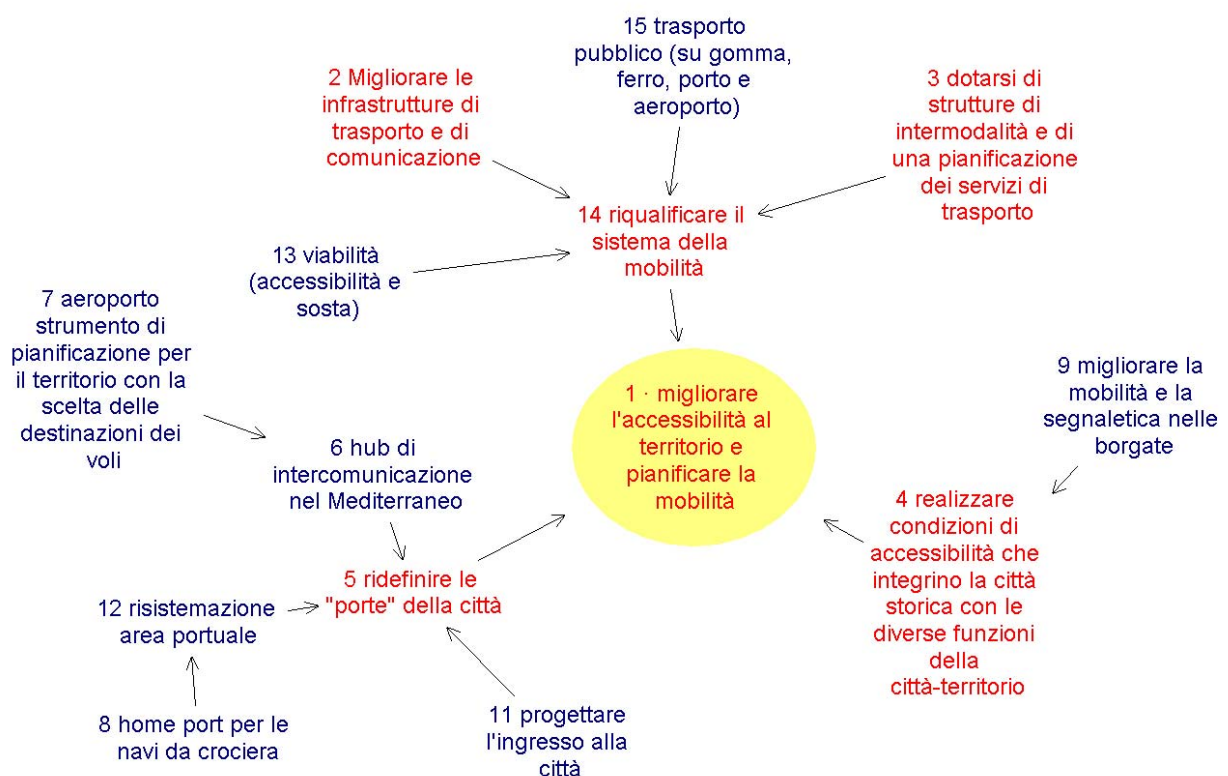 15 trasporto
pubblico (su gomma,
ferro, porto e
aeroporto)
2 Migliorare le
infrastrutture di
trasporto e di
comunicazione
3 dotarsi di
strutture di
intermodalità e di
una pianificazione
dei servizi di
trasporto
14 riqualificare il
sistema della
mobilità
13 viabilità
(accessibilità e
sosta)
7 aeroporto
strumento di
pianificazione per
il territorio con la
scelta delle
destinazioni dei
voli
1 · migliorare
l'accessibilità al
territorio e
pianificare la
mobilità
9 migliorare la
mobilità e la
segnaletica nelle
borgate
6 hub di
intercomunicazione
nel Mediterraneo
4 realizzare
condizioni di
accessibilità che
integrino la città
storica con le
diverse funzioni
della
città-territorio
5 ridefinire le
"porte" della città
12 risistemazione
area portuale
8 home port per le
navi da crociera
11 progettare
l'ingresso alla
città